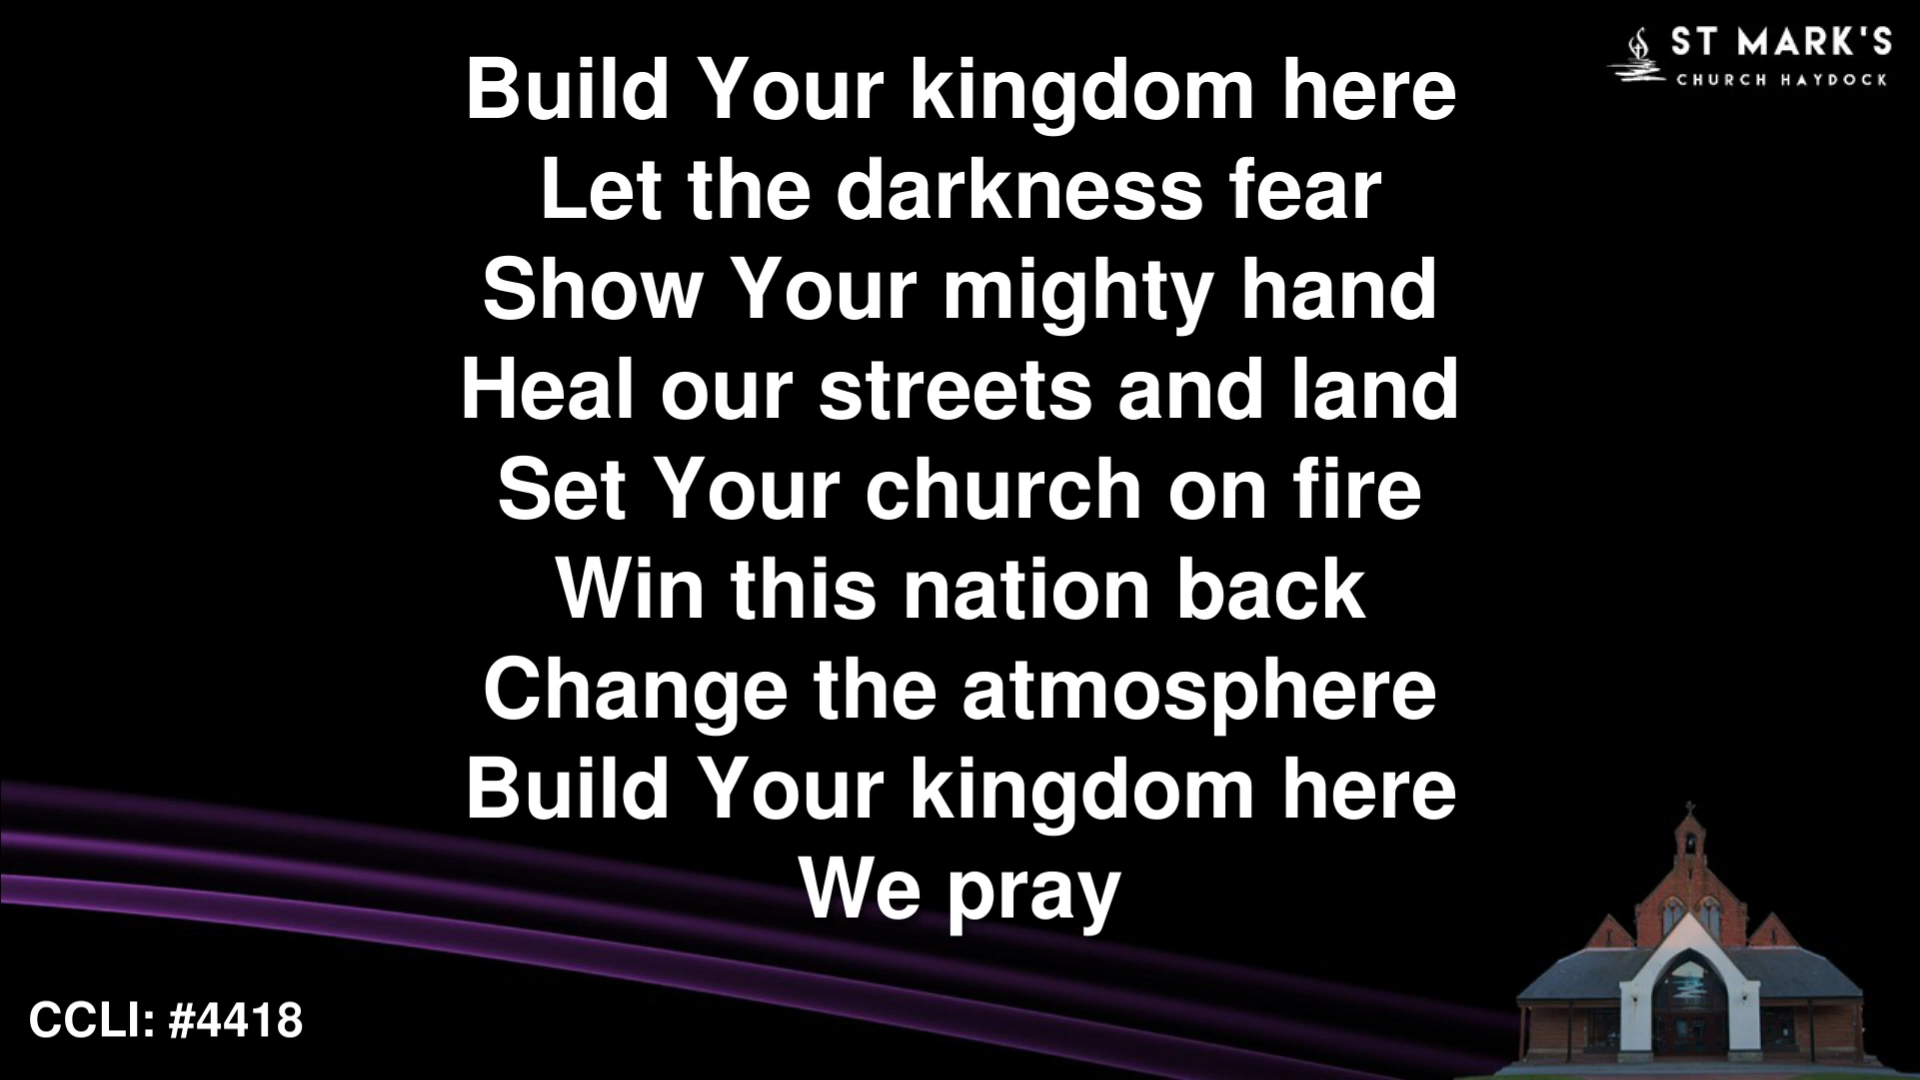 ST MARK'S
CHURCH HAYDOCK
Build Your kingdom here
Let the darkness fear
Show Your mighty hand
Heal our streets and land
Set Your church on fire
Win this nation back
Change the atmosphere
Build Your kingdom here
We pray
CCLI: #4418